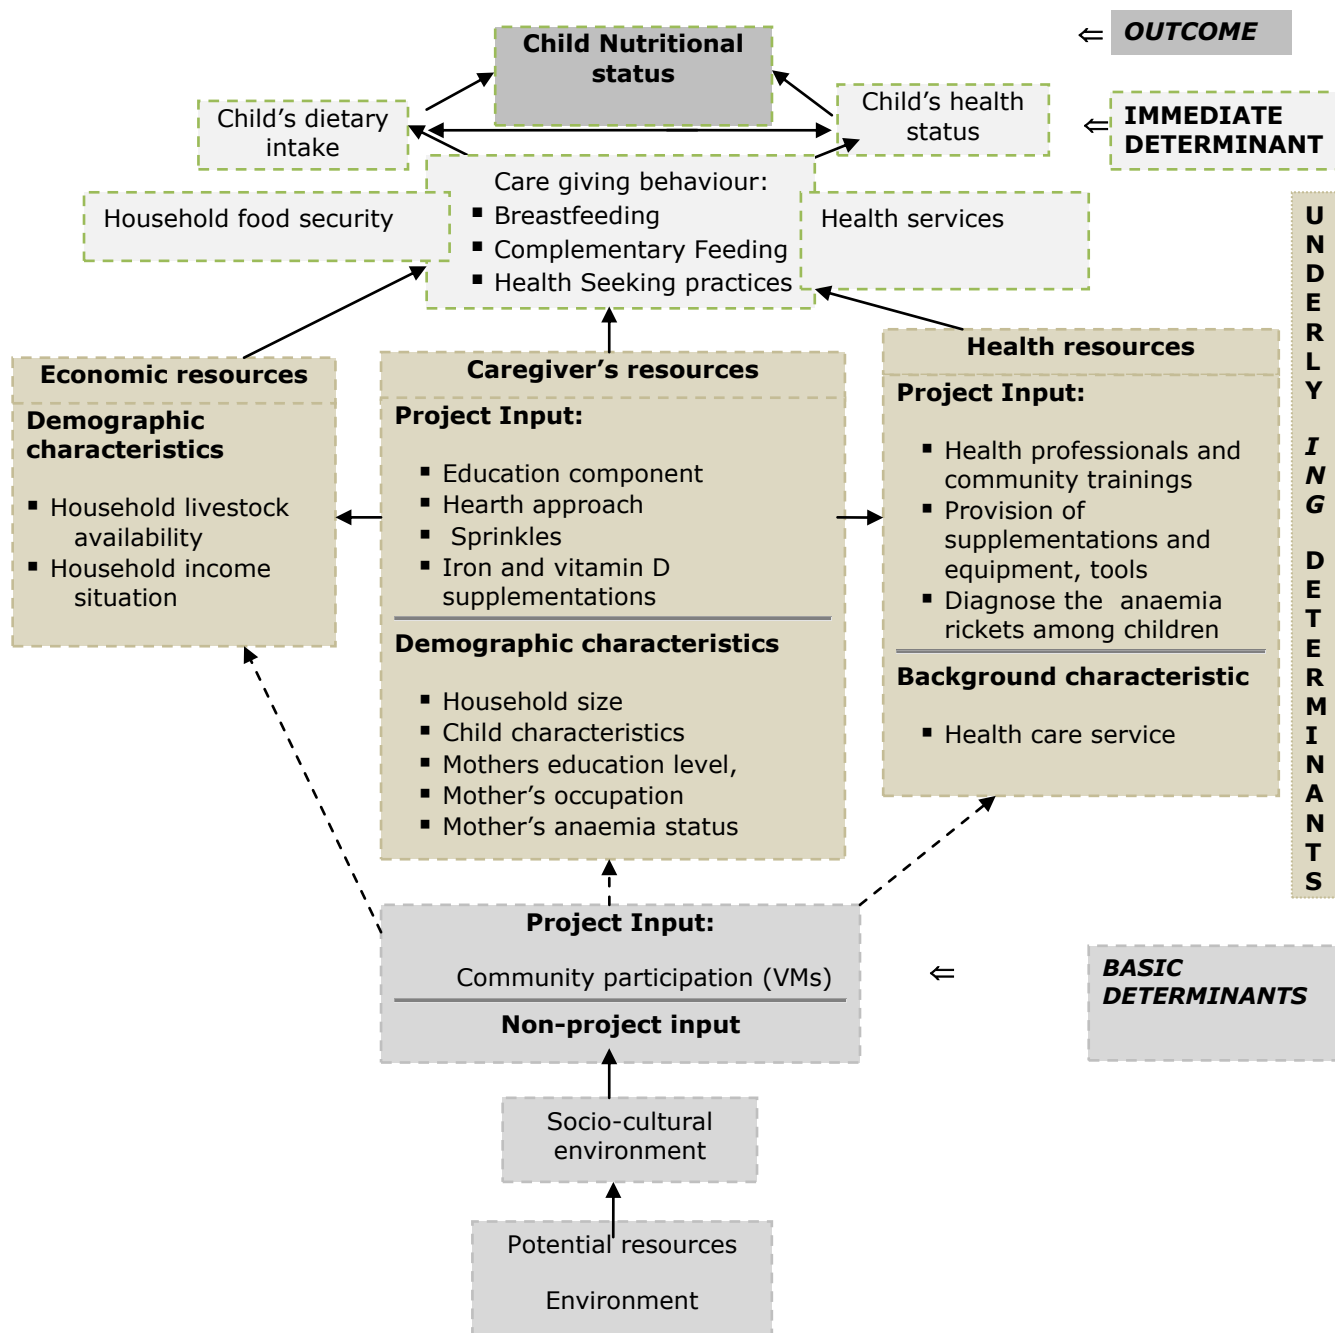 Child Nutritional
status
⇐ OUTCOME
Child's dietary
intake
Child's health
status
⇐ IMMEDIATE
DETERMINANT
Care giving behaviour:
▪ Breastfeeding
▪ Complementary Feeding
▪ Health Seeking practices
Household food security
Health services
U
N
D
E
R
L
Y
I
N
G
D
E
T
E
R
M
I
N
A
N
T
S
Economic resources
Demographic
characteristics
▪ Household livestock
availability
▪ Household income
situation
Caregiver's resources
Project Input:
▪ Education component
▪ Hearth approach
▪ Sprinkles
▪ Iron and vitamin D
supplementations
Demographic characteristics
▪ Household size
▪ Child characteristics
▪ Mothers education level,
▪ Mother's occupation
▪ Mother's anaemia status
Health resources
Project Input:
▪ Health professionals and
community trainings
▪ Provision of
supplementations and
equipment, tools
▪ Diagnose the anaemia
rickets among children
Background characteristic
▪ Health care service
Project Input:
Community participation (VMs)
Non-project input
⇐ BASIC
DETERMINANTS
Socio-cultural
environment
Potential resources
Environment